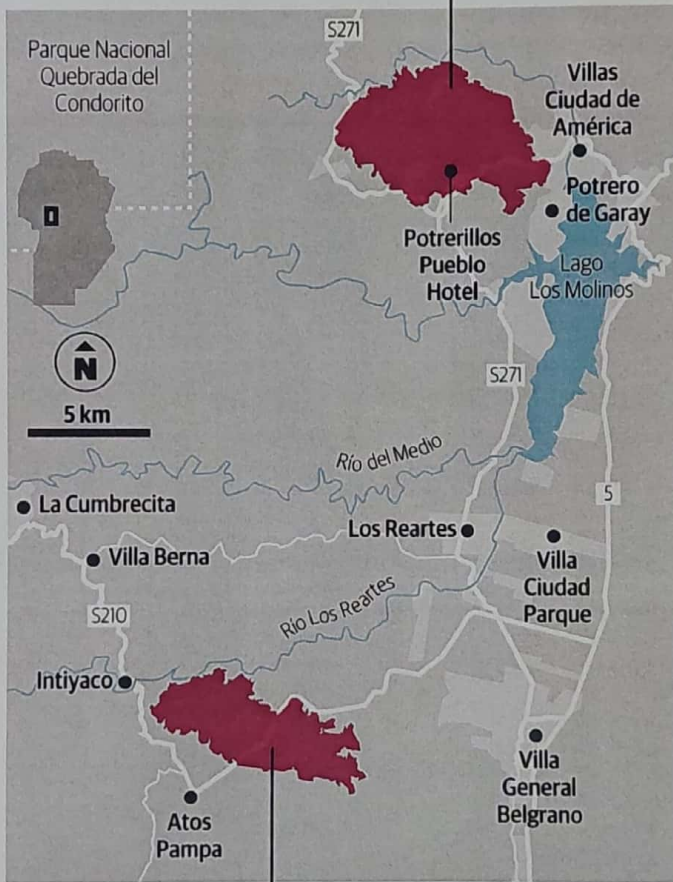 S271
Parque Nacional
Quebrada del
Condorito
Villas
Ciudad de
América
Potrero
de Garay
Potrerillos
Pueblo
Hotel
Lago
Los Molinos
N
5 km
S271
Río del Medio
5
La Cumbrecita
Los Reartes
Villa Berna
Villa
Ciudad
Parque
Río Los Reartes
S210
Intiyaco
Villa
General
Belgrano
Atos
Pampa